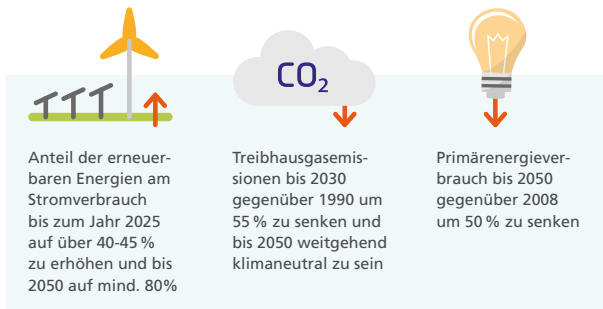 CO₂
Anteil der erneuer-
baren Energien am
Stromverbrauch
bis zum Jahr 2025
auf über 40-45 %
zu erhöhen und bis
2050 auf mind. 80%
Treibhausgasemis-
sionen bis 2030
gegenüber 1990 um
55 % zu senken und
bis 2050 weitgehend
klimaneutral zu sein
Primärenergiever-
brauch bis 2050
gegenüber 2008
um 50 % zu senken